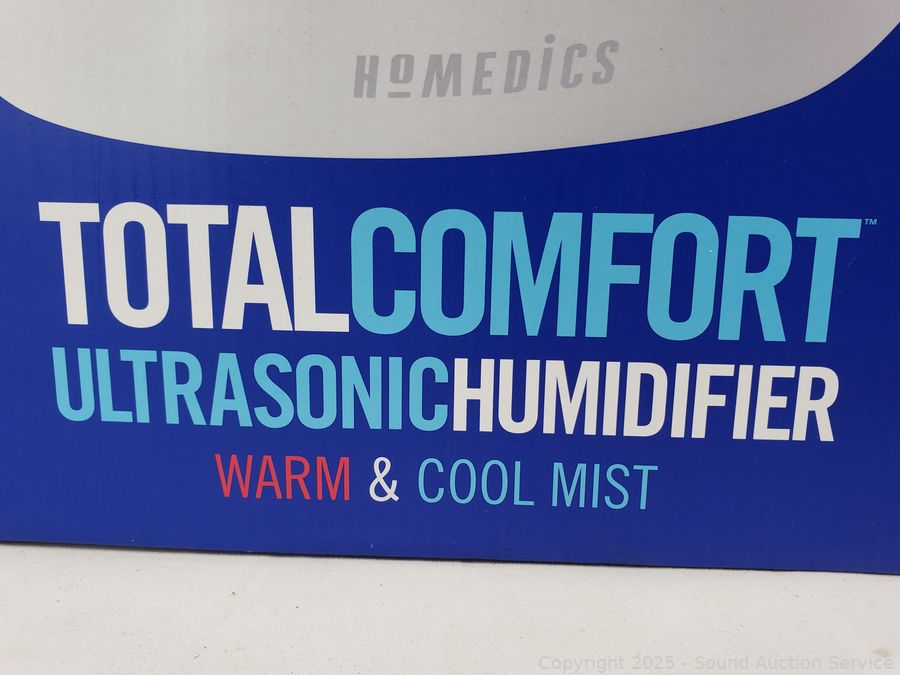 HOMEDICS
TOTALCOMFORT™
ULTRASONICHUMIDIFIER
WARM & COOL MIST
Copyright 2025 - Sound Auction Service